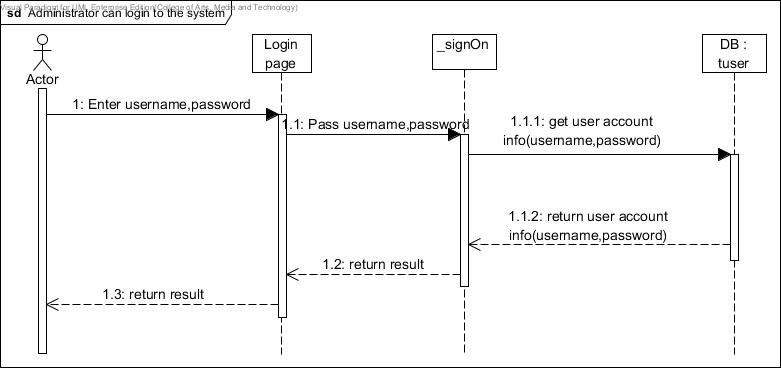 Visual Paradigm for UML Enterprise Edition(College of Arts, Media and Technology)
sd Administrator can login to the system
Login
page
_signOn
DB :
tuser
Actor
1: Enter username,password
1.1: Pass username,password
1.1.1: get user account
info(username,password)
1.1.2: return user account
info(username,password)
1.2: return result
1.3: return result